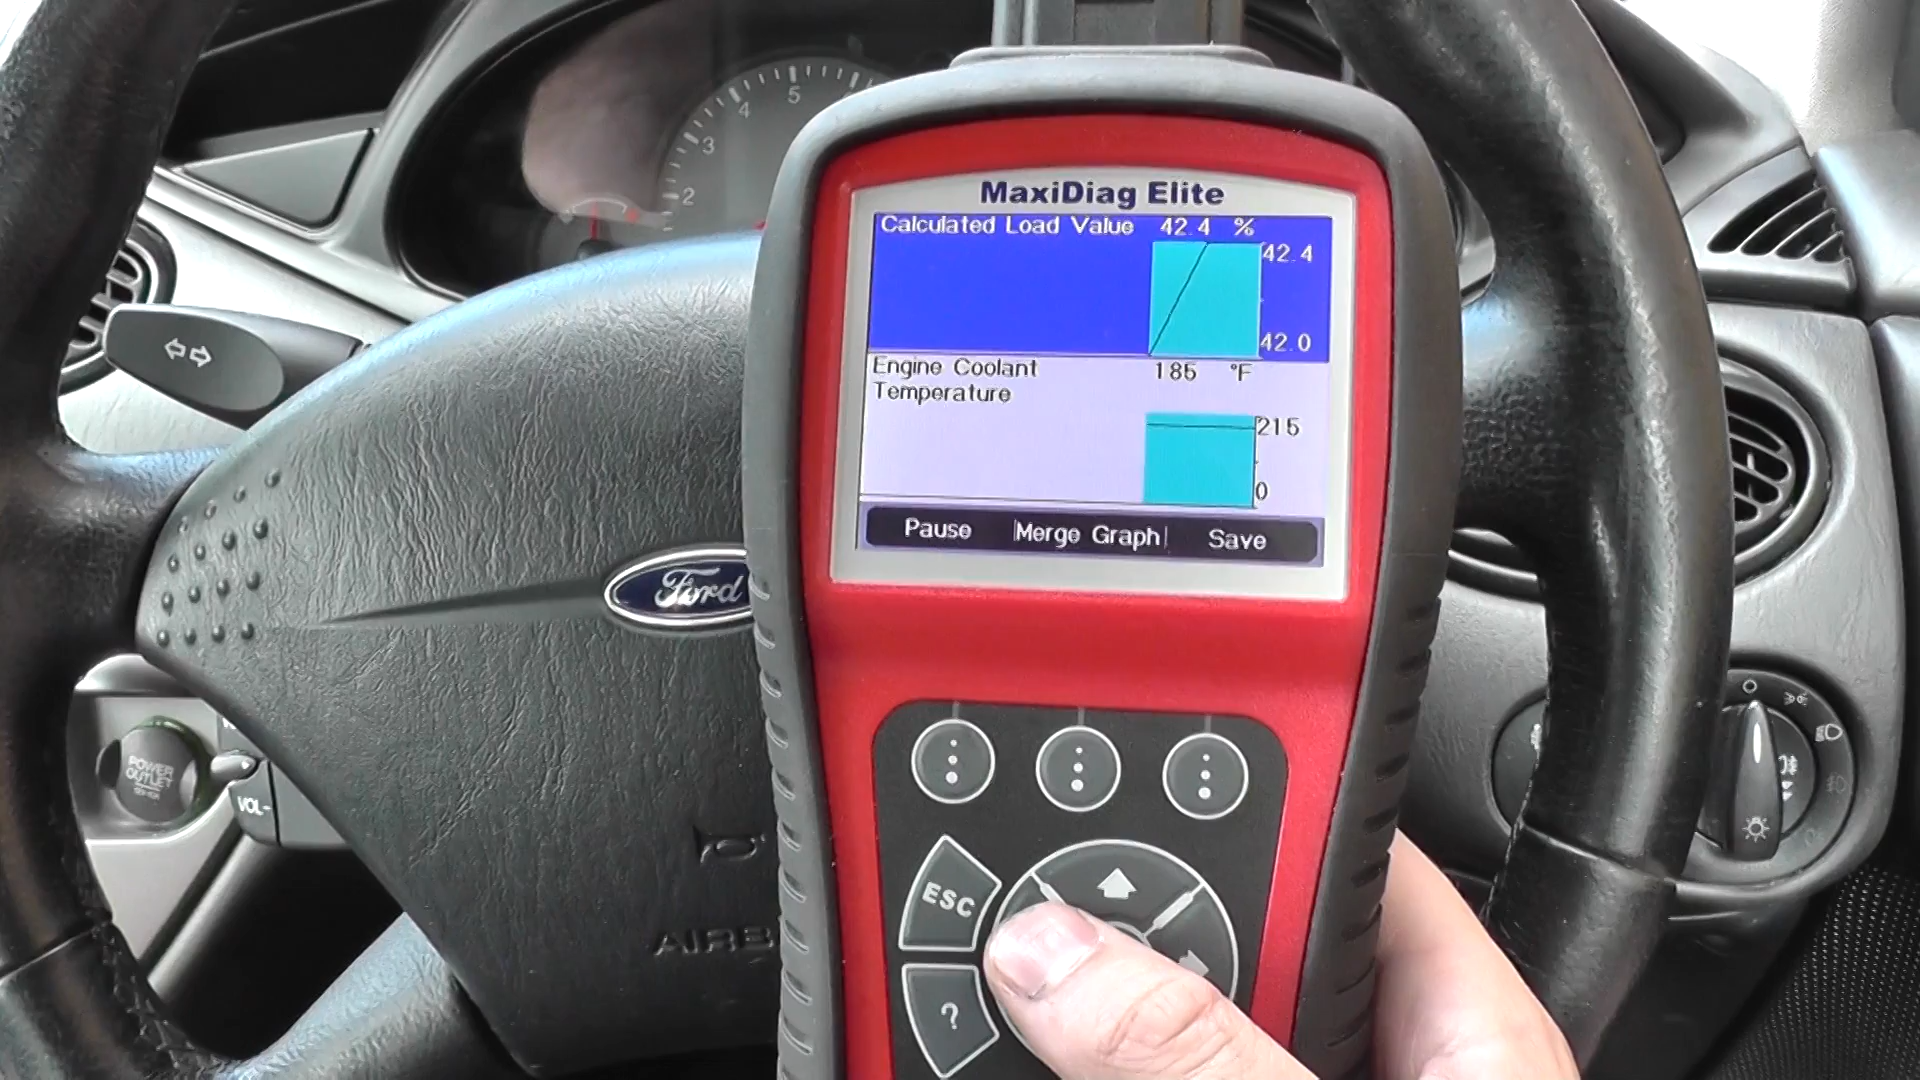 2
3
4
5
MaxiDiag Elite
Calculated Load Value 42.4 %
42.4
42.0
Engine Coolant 185 °F
Temperature
215
0
Pause Merge Graph Save
Ford
POWER
OUTLET
VOL-
ESC
?
AIRB